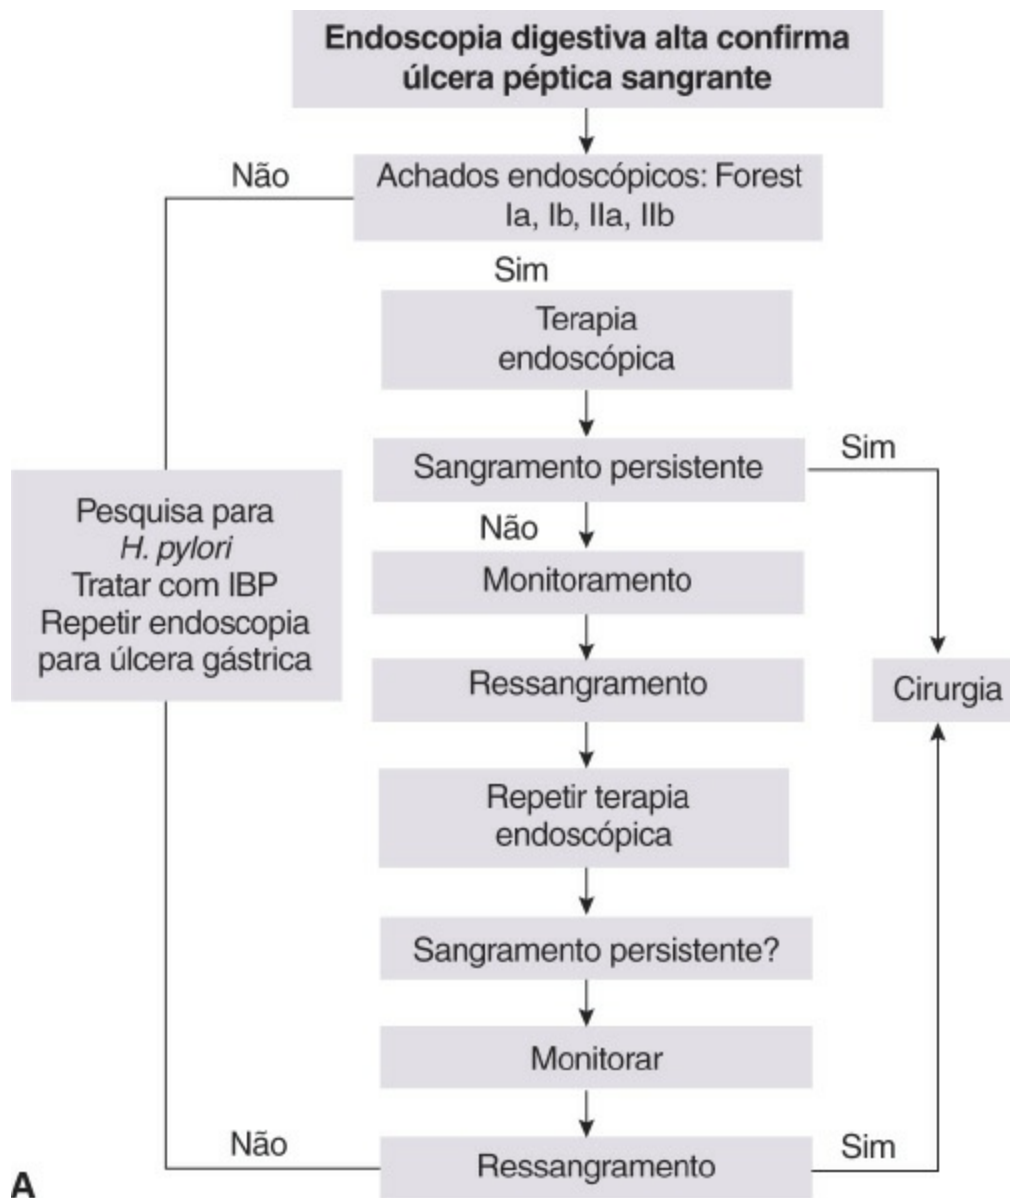 Endoscopia digestiva alta confirma
úlcera péptica sangrante
Não
Achados endoscópicos: Forest
Ia, Ib, IIa, IIb
Sim
Terapia
endoscópica
Sangramento persistente
Sim
Não
Monitoramento
Pesquisa para
H. pylori
Tratar com IBP
Repetir endoscopia
para úlcera gástrica
Ressangramento
Cirurgia
Repetir terapia
endoscópica
Sangramento persistente?
Monitorar
Não
Ressangramento
Sim
A